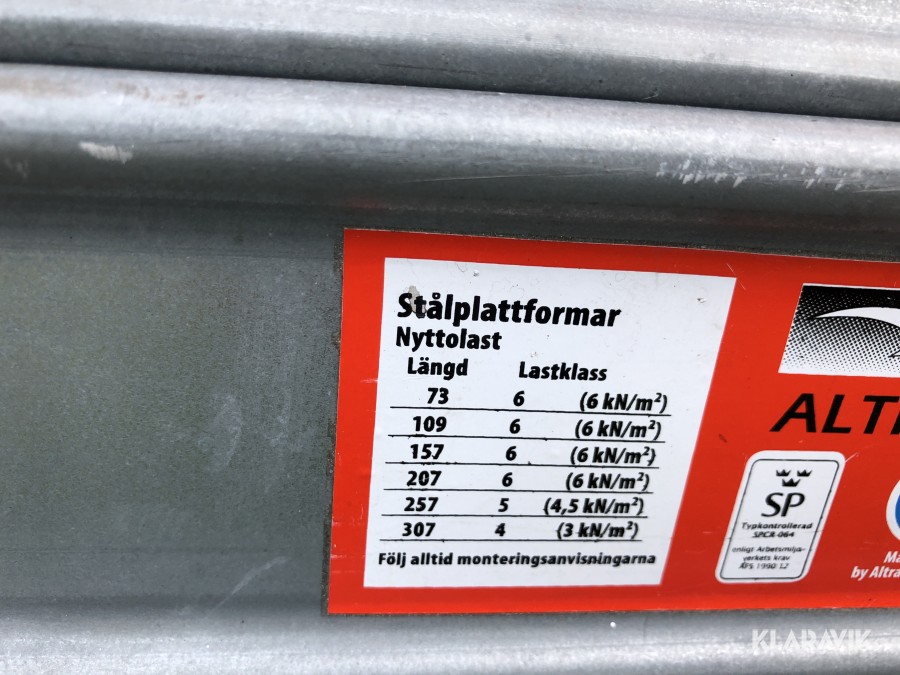 Stålplattformar
Nyttolast
Längd Lastklass
73 6 (6 kN/m²)
109 6 (6 kN/m²)
157 6 (6 kN/m²)
207 6 (6 kN/m²)
257 5 (4,5 kN/m²)
307 4 (3 kN/m²)
Följ alltid monteringsanvisningarna
ALT
SP
Typkontrollerad
SPCR-064
enligt Arbetsmiljö-
verkets krav
AFS 1990:12
Ma
by Altra
KLARAVIK